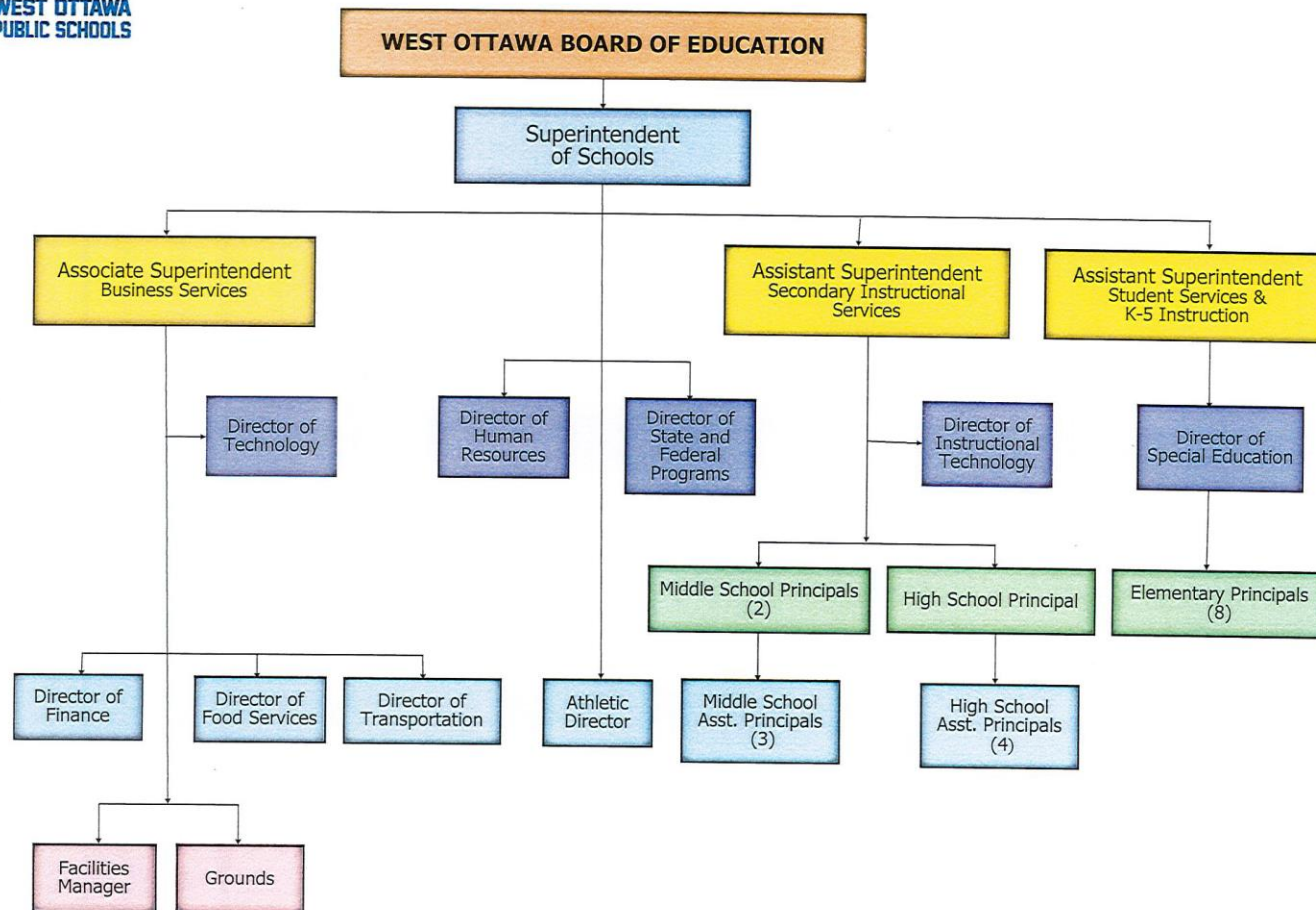 WEST OTTAWA
PUBLIC SCHOOLS
WEST OTTAWA BOARD OF EDUCATION
Superintendent
of Schools
Associate Superintendent
Business Services
Assistant Superintendent
Secondary Instructional
Services
Assistant Superintendent
Student Services &
K-5 Instruction
Director of
Technology
Director of
Human
Resources
Director of
State and
Federal
Programs
Director of
Instructional
Technology
Director of
Special Education
Middle School Principals
(2)
High School Principal
Elementary Principals
(8)
Director of
Finance
Director of
Food Services
Director of
Transportation
Athletic
Director
Middle School
Asst. Principals
(3)
High School
Asst. Principals
(4)
Facilities
Manager
Grounds